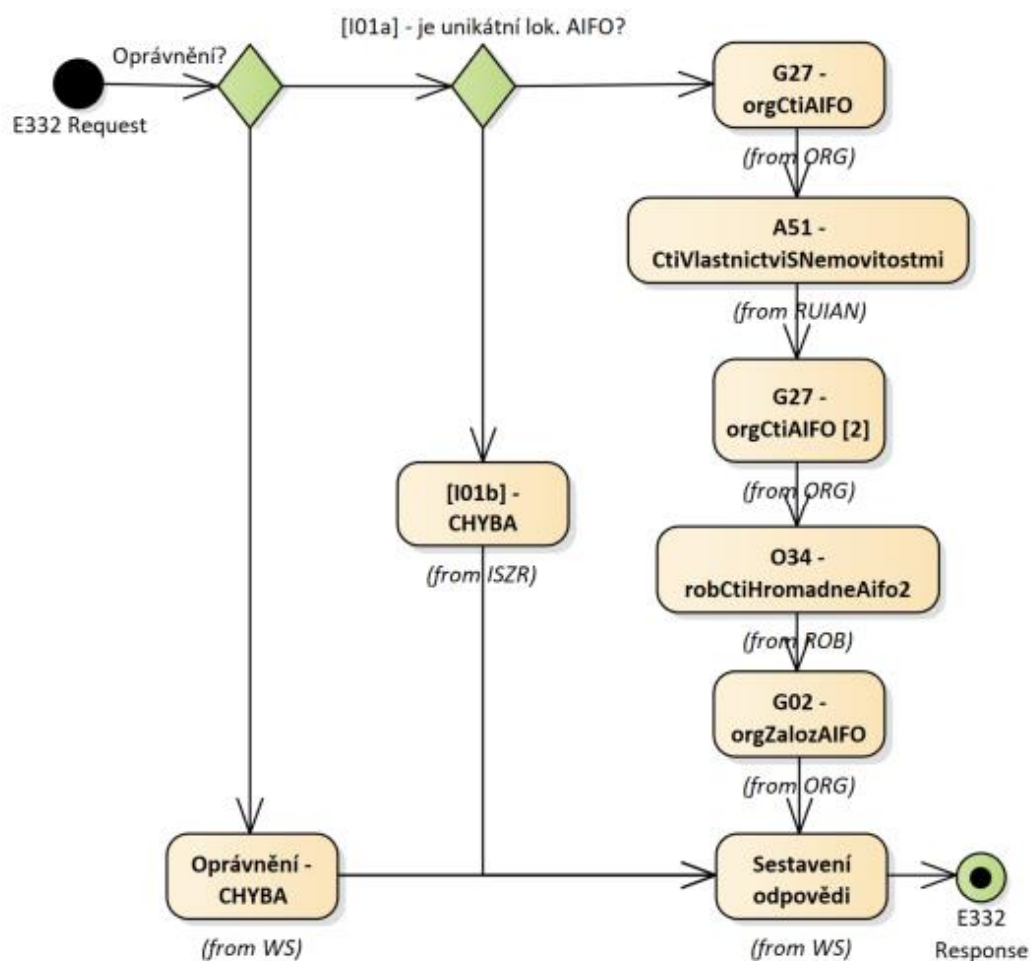 [I01a] - je unikátní lok. AIFO?
Oprávnění?
E332 Request
G27 -
orgCtiAIFO
(from ORG)
A51 -
CtiVlastnictviSNemovitostmi
(from RUIAN)
G27 -
orgCtiAIFO [2]
(from ORG)
[I01b] -
CHYBA
(from ISZR)
O34 -
robCtiHromadneAifo2
(from ROB)
G02 -
orgZalozAIFO
(from ORG)
Oprávnění -
CHYBA
(from WS)
Sestavení
odpovědi
(from WS)
E332
Response